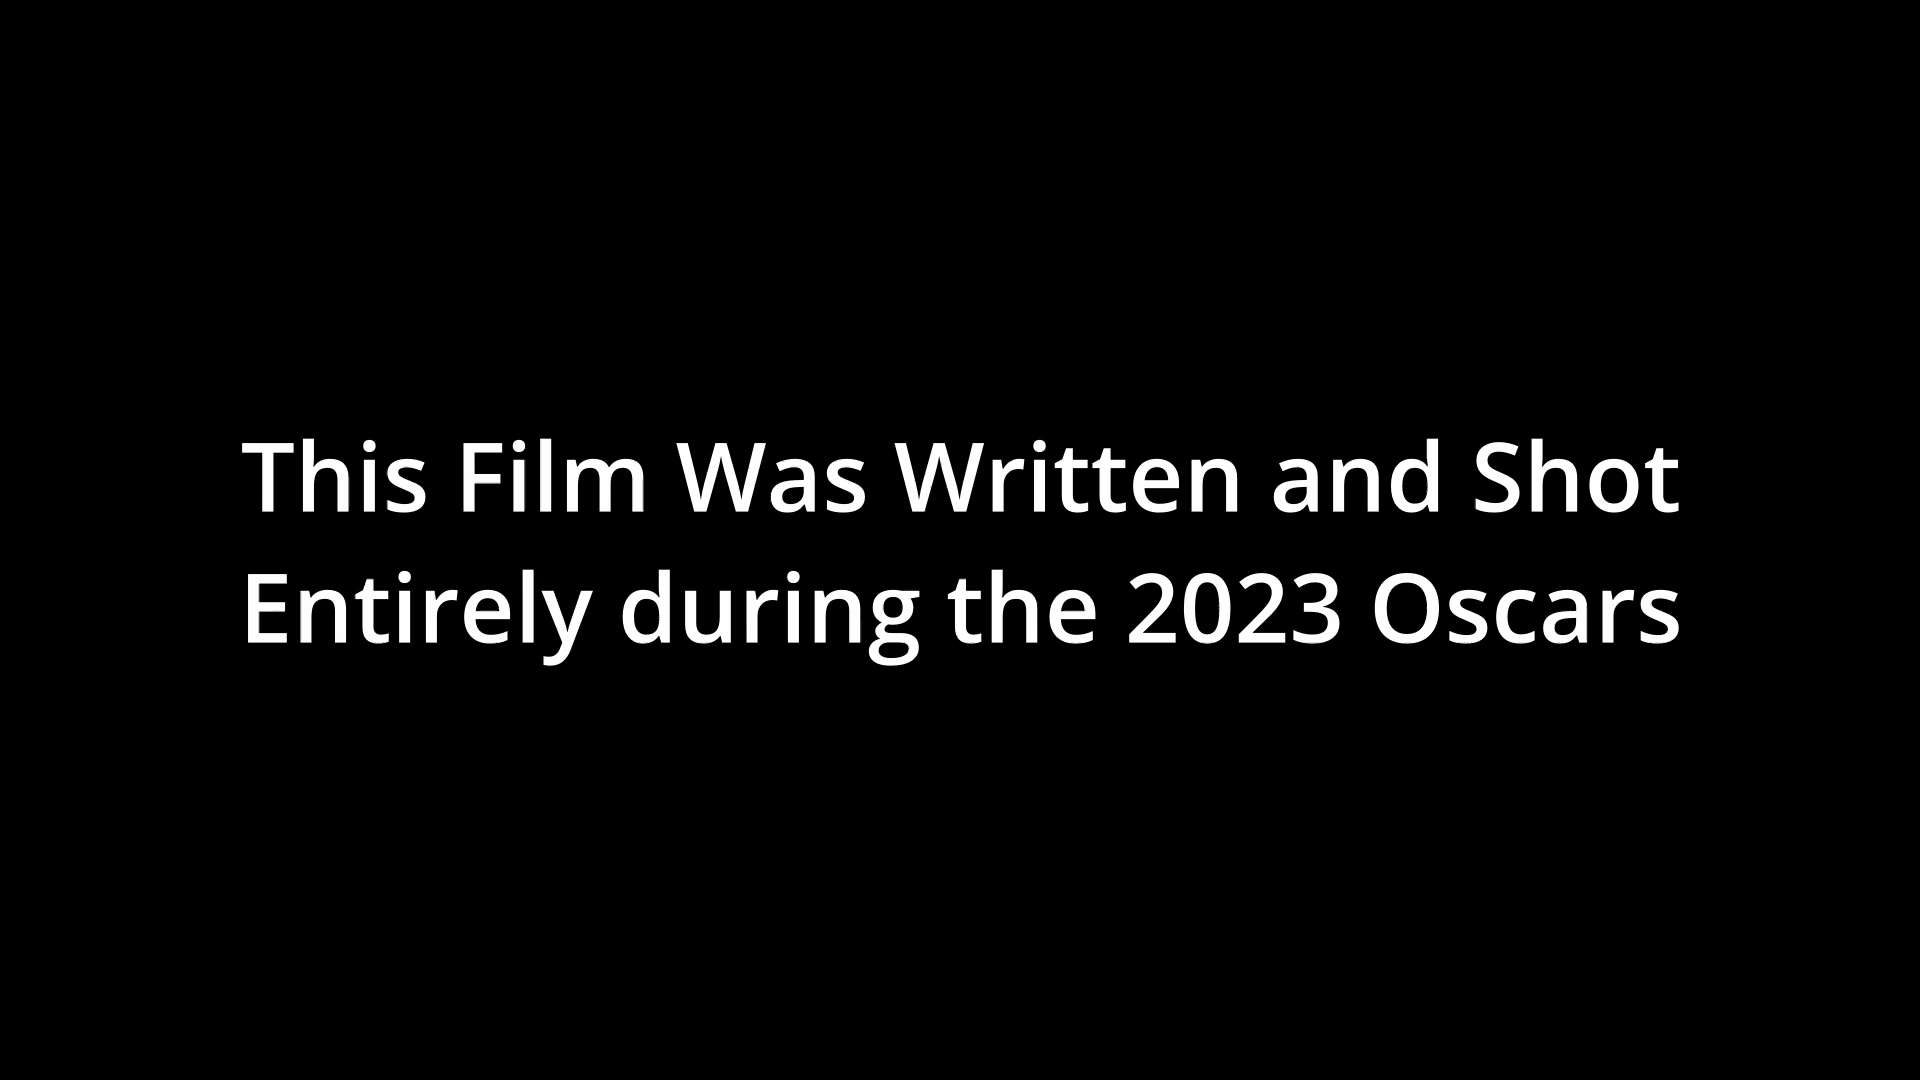 This Film Was Written and Shot
Entirely during the 2023 Oscars